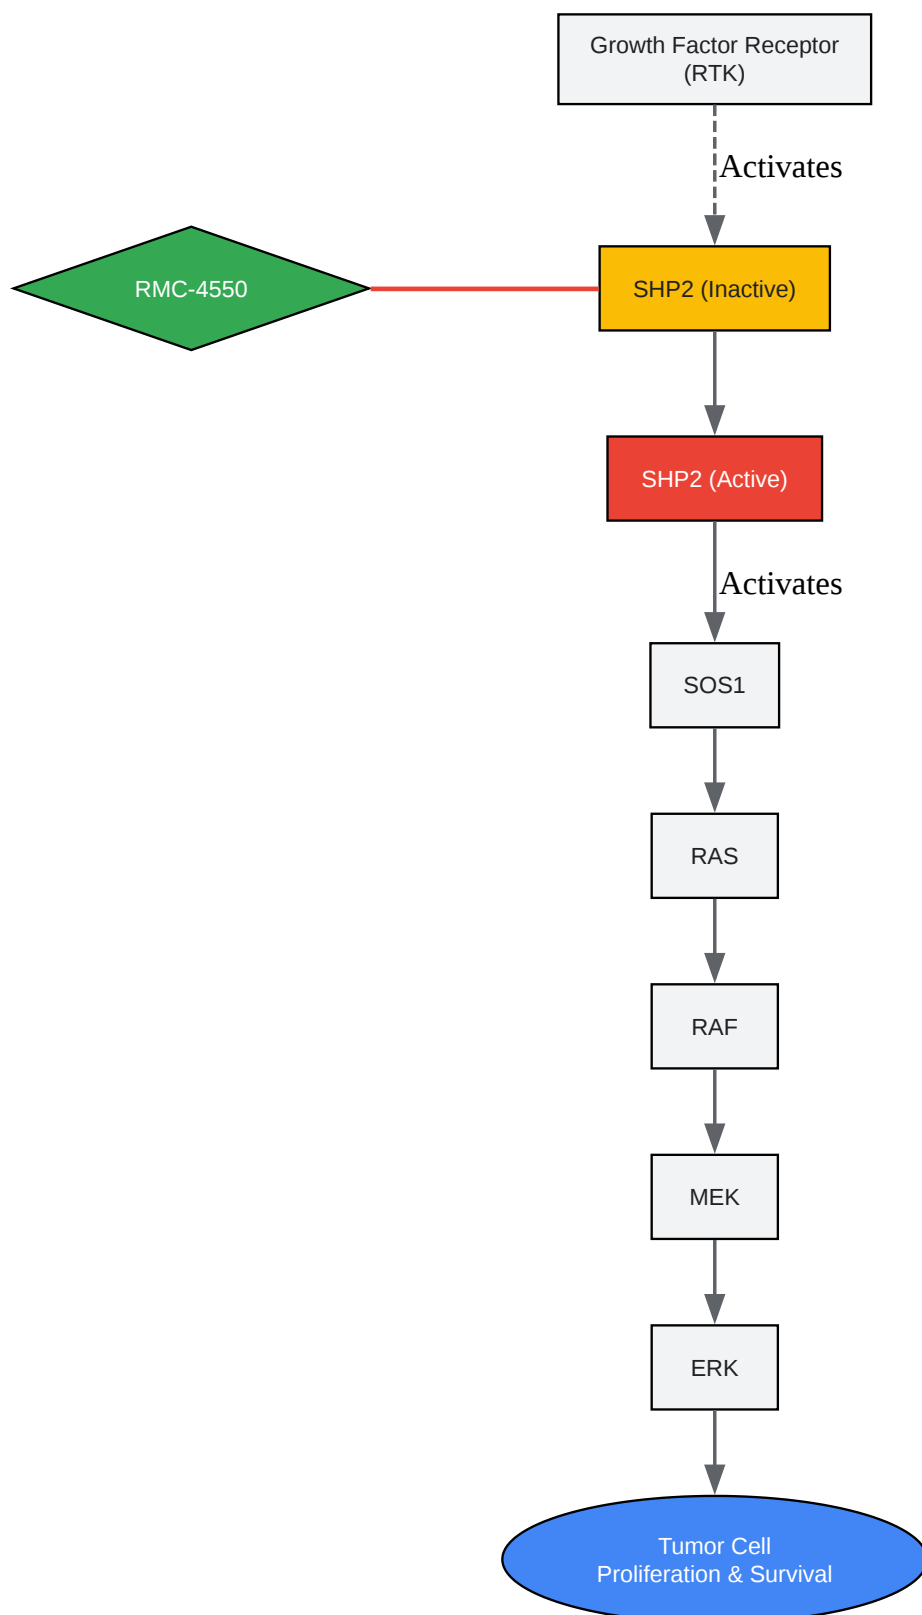 Growth Factor Receptor
(RTK)
Activates
RMC-4550
SHP2 (Inactive)
SHP2 (Active)
Activates
SOS1
RAS
RAF
MEK
ERK
Tumor Cell
Proliferation & Survival